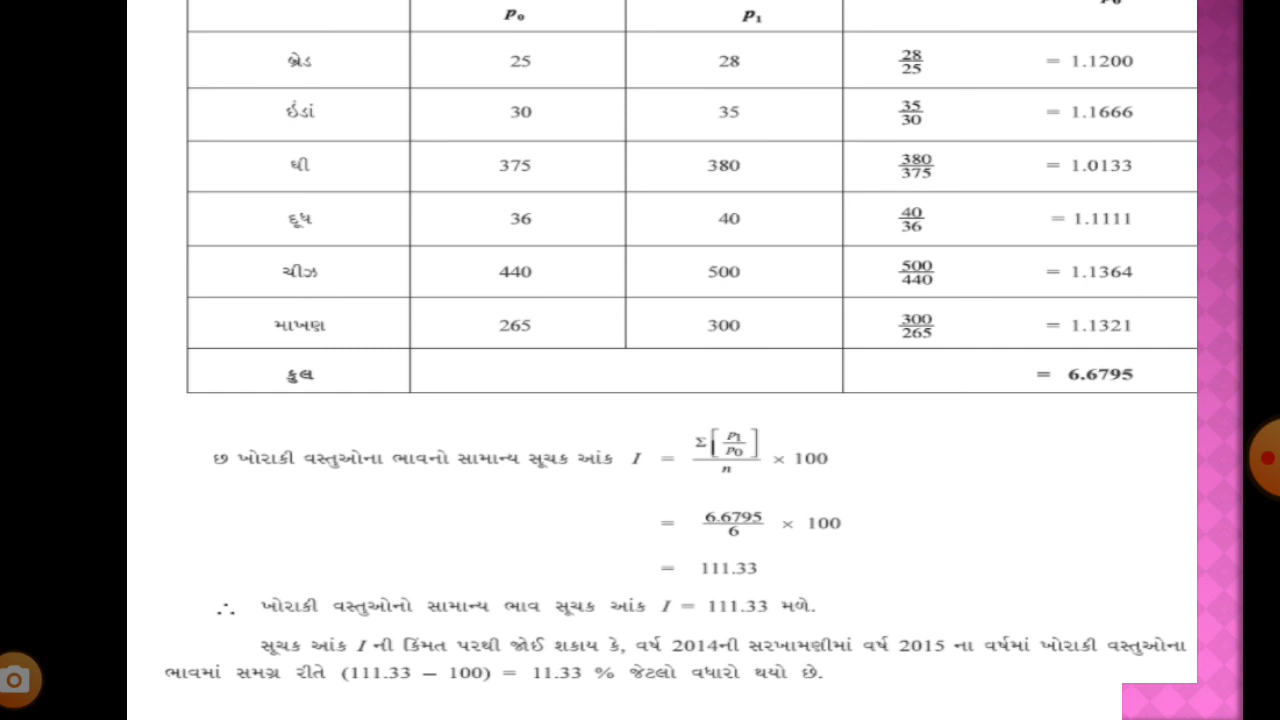 p₀ p₁
બ્રેડ 25 28 28/25 = 1.1200
ઈંડાં 30 35 35/30 = 1.1666
ઘી 375 380 380/375 = 1.0133
દૂધ 36 40 40/36 = 1.1111
ચીઝ 440 500 500/440 = 1.1364
માખણ 265 300 300/265 = 1.1321
કુલ = 6.6795
છ ખોરાકી વસ્તુઓના ભાવનો સામાન્ય સૂચક આંક I = Σ[p₁/p₀]/n × 100
= 6.6795/6 × 100
= 111.33
∴ ખોરાકી વસ્તુઓનો સામાન્ય ભાવ સૂચક આંક I = 111.33 મળે.
સૂચક આંક I ની કિંમત પરથી જોઈ શકાય કે, વર્ષ 2014ની સરખામણીમાં વર્ષ 2015 ના વર્ષમાં ખોરાકી વસ્તુઓના
ભાવમાં સમગ્ર રીતે (111.33 – 100) = 11.33 % જેટલો વધારો થયો છે.